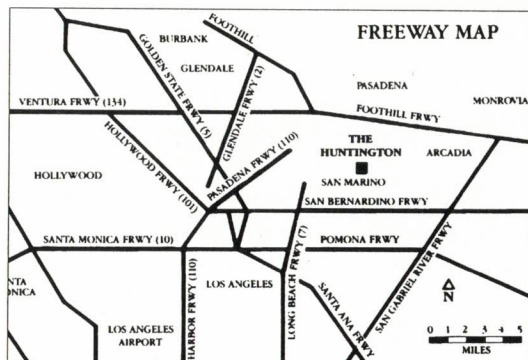 FREEWAY MAP
FOOTHILL
BURBANK
GLENDALE
GOLDEN STATE FRWY (5)
GLENDALE FRWY (2)
PASADENA
MONROVIA
VENTURA FRWY (134)
FOOTHILL FRWY
HOLLYWOOD FRWY (101)
PASADENA FRWY (110)
THE
HUNTINGTON
ARCADIA
HOLLYWOOD
SAN MARINO
SAN BERNARDINO FRWY
SANTA MONICA FRWY (10)
POMONA FRWY
NTA
ONICA
LOS ANGELES
HARBOR FRWY (110)
LONG BEACH FRWY (7)
SANTA ANA FRWY
SAN GABRIEL RIVER FRWY
LOS ANGELES
AIRPORT
N
0 1 2 3 4 5
MILES